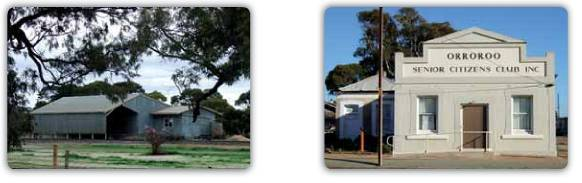 ORROROO
SENIOR CITIZENS CLUB INC